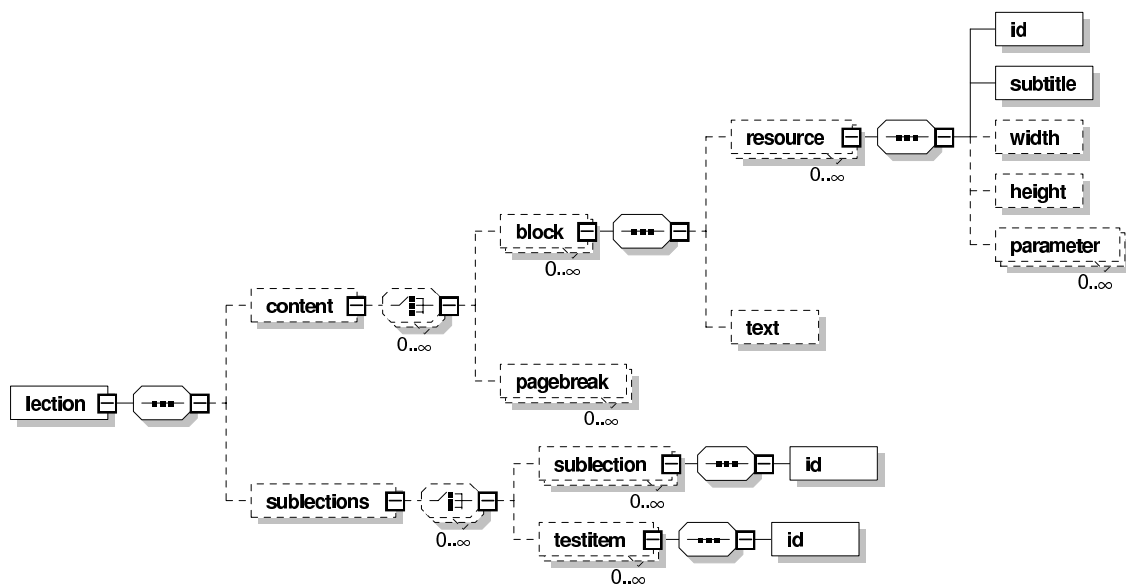 id
subtitle
resource
width
0..∞
height
block
parameter
0..∞
0..∞
content
text
0..∞
pagebreak
lection
0..∞
sublection
id
sublections
0..∞
0..∞
testitem
id
0..∞